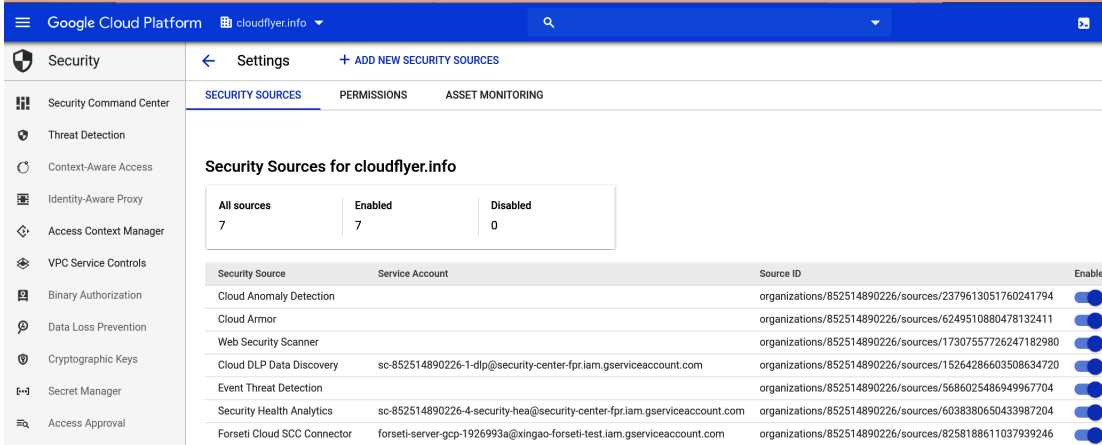 Google Cloud Platform cloudflyer.info
Security
Settings
ADD NEW SECURITY SOURCES
Security Command Center
Threat Detection
Context-Aware Access
Identity-Aware Proxy
Access Context Manager
VPC Service Controls
Binary Authorization
Data Loss Prevention
Cryptographic Keys
Secret Manager
Access Approval
SECURITY SOURCES PERMISSIONS ASSET MONITORING
Security Sources for cloudflyer.info
All sources Enabled Disabled
7 7 0
Security Source Service Account Source ID Enable
Cloud Anomaly Detection organizations/852514890226/sources/2379613051760241794
Cloud Armor organizations/852514890226/sources/6249510880478132411
Web Security Scanner organizations/852514890226/sources/17307557726247182980
Cloud DLP Data Discovery sc-852514890226-1-dlp@security-center-fpr.iam.gserviceaccount.com organizations/852514890226/sources/15264286603508634720
Event Threat Detection organizations/852514890226/sources/5686025486949967704
Security Health Analytics sc-852514890226-4-security-hea@security-center-fpr.iam.gserviceaccount.com organizations/852514890226/sources/6038380650433987204
Forseti Cloud SCC Connector forseti-server-gcp-1926993a@xingao-forseti-test.iam.gserviceaccount.com organizations/852514890226/sources/8258188611037939246